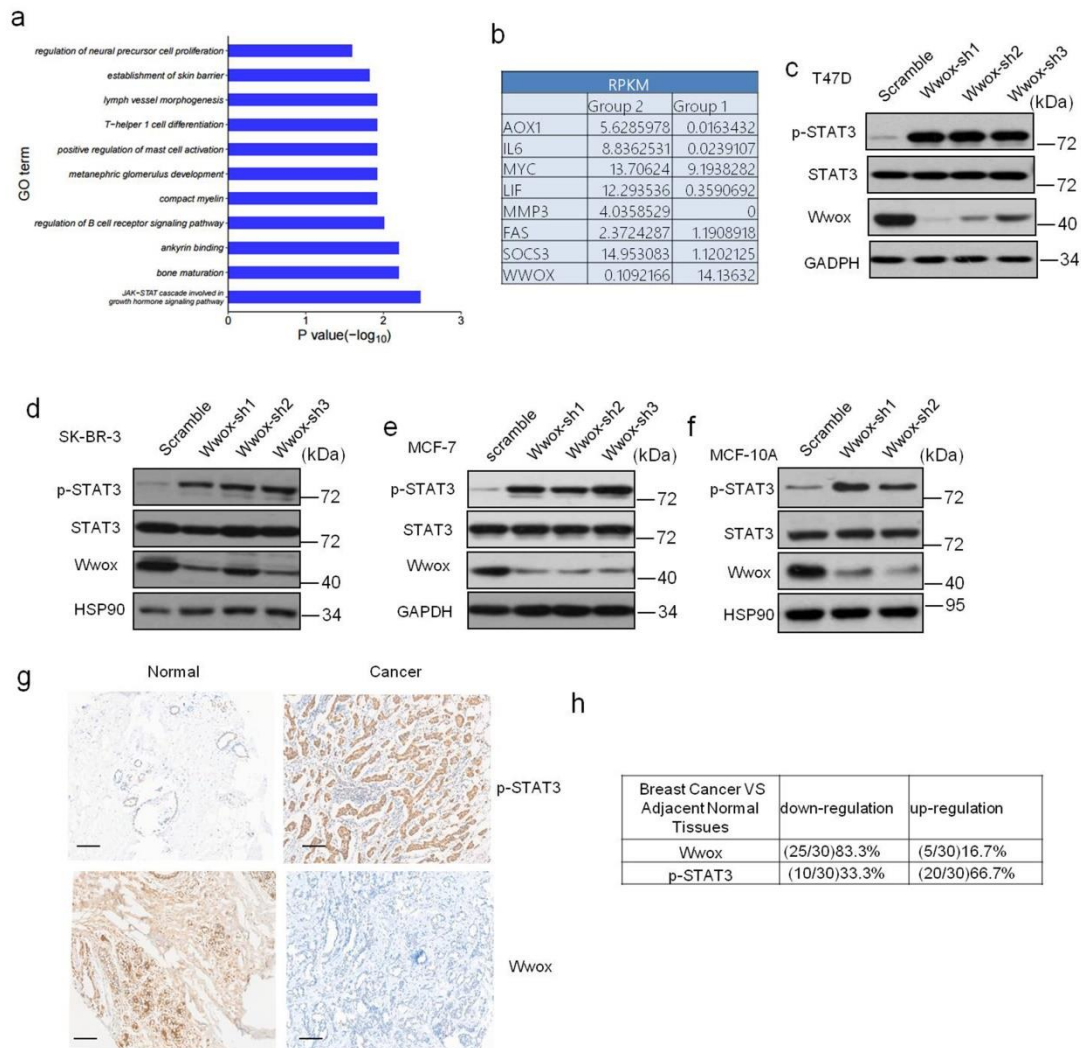 a
GO term
regulation of neural precursor cell proliferation
establishment of skin barrier
lymph vessel morphogenesis
T-helper 1 cell differentiation
positive regulation of mast cell activation
metanephric glomerulus development
compact myelin
regulation of B cell receptor signaling pathway
ankyrin binding
bone maturation
JAK-STAT cascade involved in
growth hormone signaling pathway
0 1 2 3
P value(-log10)
b
RPKM
Group 2 Group 1
AOX1 5.6285978 0.0163432
IL6 8.8362531 0.0239107
MYC 13.70624 9.1938282
LIF 12.293536 0.3590692
MMP3 4.0358529 0
FAS 2.3724287 1.1908918
SOCS3 14.953083 1.1202125
WWOX 0.1092166 14.13632
c
T47D
Scramble Wwox-sh1 Wwox-sh2 Wwox-sh3
(kDa)
p-STAT3
72
STAT3
72
Wwox
40
GADPH
34
d
SK-BR-3
Scramble Wwox-sh1 Wwox-sh2 Wwox-sh3
(kDa)
p-STAT3
72
STAT3
72
Wwox
40
HSP90
34
e
MCF-7
scramble Wwox-sh1 Wwox-sh2 Wwox-sh3
(kDa)
p-STAT3
72
STAT3
72
Wwox
40
GAPDH
34
f
MCF-10A
Scramble Wwox-sh1 Wwox-sh2
(kDa)
p-STAT3
72
STAT3
72
Wwox
40
95
HSP90
g
Normal Cancer
p-STAT3
Wwox
h
Breast Cancer VS
Adjacent Normal
Tissues
down-regulation up-regulation
Wwox (25/30)83.3% (5/30)16.7%
p-STAT3 (10/30)33.3% (20/30)66.7%